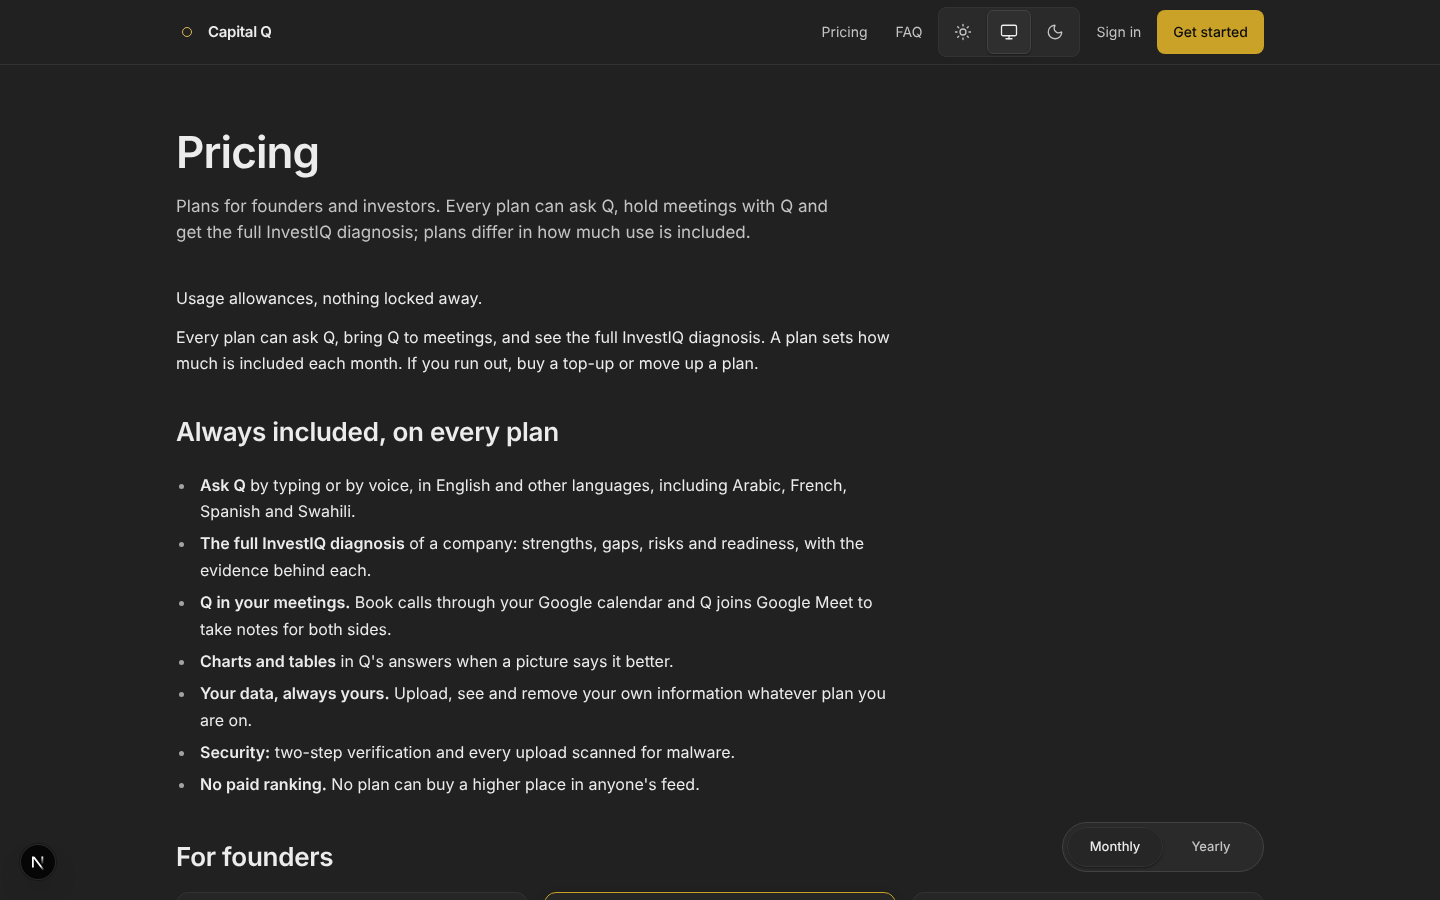 Capital Q
Pricing
FAQ
Sign in
Get started
Pricing
Plans for founders and investors. Every plan can ask Q, hold meetings with Q and
get the full InvestIQ diagnosis; plans differ in how much use is included.
Usage allowances, nothing locked away.
Every plan can ask Q, bring Q to meetings, and see the full InvestIQ diagnosis. A plan sets how
much is included each month. If you run out, buy a top-up or move up a plan.
Always included, on every plan
• Ask Q by typing or by voice, in English and other languages, including Arabic, French,
Spanish and Swahili.
• The full InvestIQ diagnosis of a company: strengths, gaps, risks and readiness, with the
evidence behind each.
• Q in your meetings. Book calls through your Google calendar and Q joins Google Meet to
take notes for both sides.
• Charts and tables in Q's answers when a picture says it better.
• Your data, always yours. Upload, see and remove your own information whatever plan you
are on.
• Security: two-step verification and every upload scanned for malware.
• No paid ranking. No plan can buy a higher place in anyone's feed.
For founders
Monthly
Yearly
N